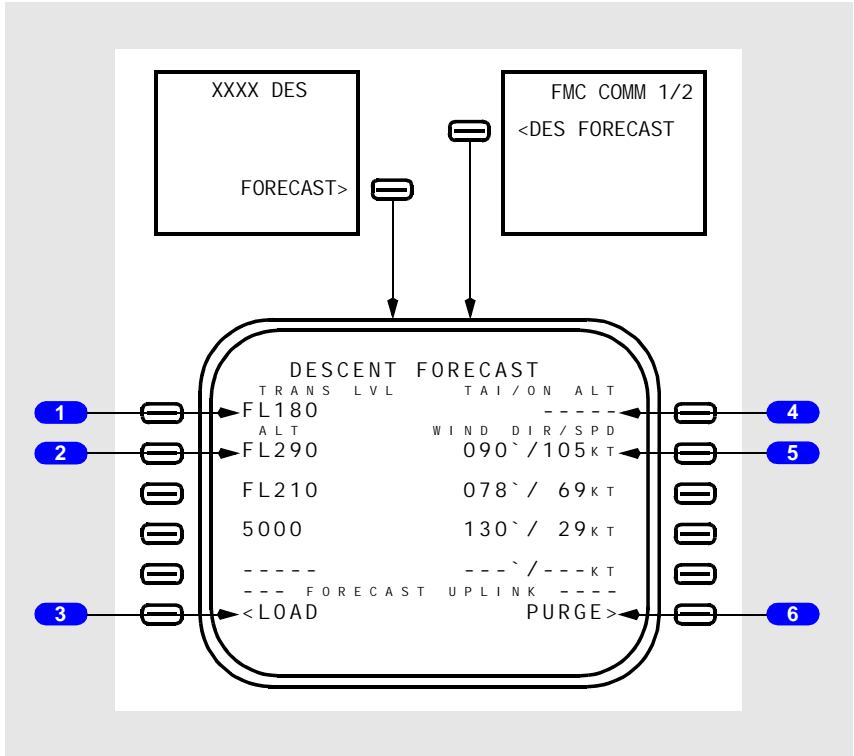 XXXX DES
FORECAST>
FMC COMM 1/2
<DES FORECAST
DESCENT FORECAST
TRANS LVL TAI/ON ALT
1 FL180 ----- 4
ALT WIND DIR/SPD
2 FL290 090`/105KT 5
FL210 078`/ 69KT
5000 130`/ 29KT
----- ---`/---KT
--- FORECAST UPLINK ----
3 <LOAD PURGE> 6